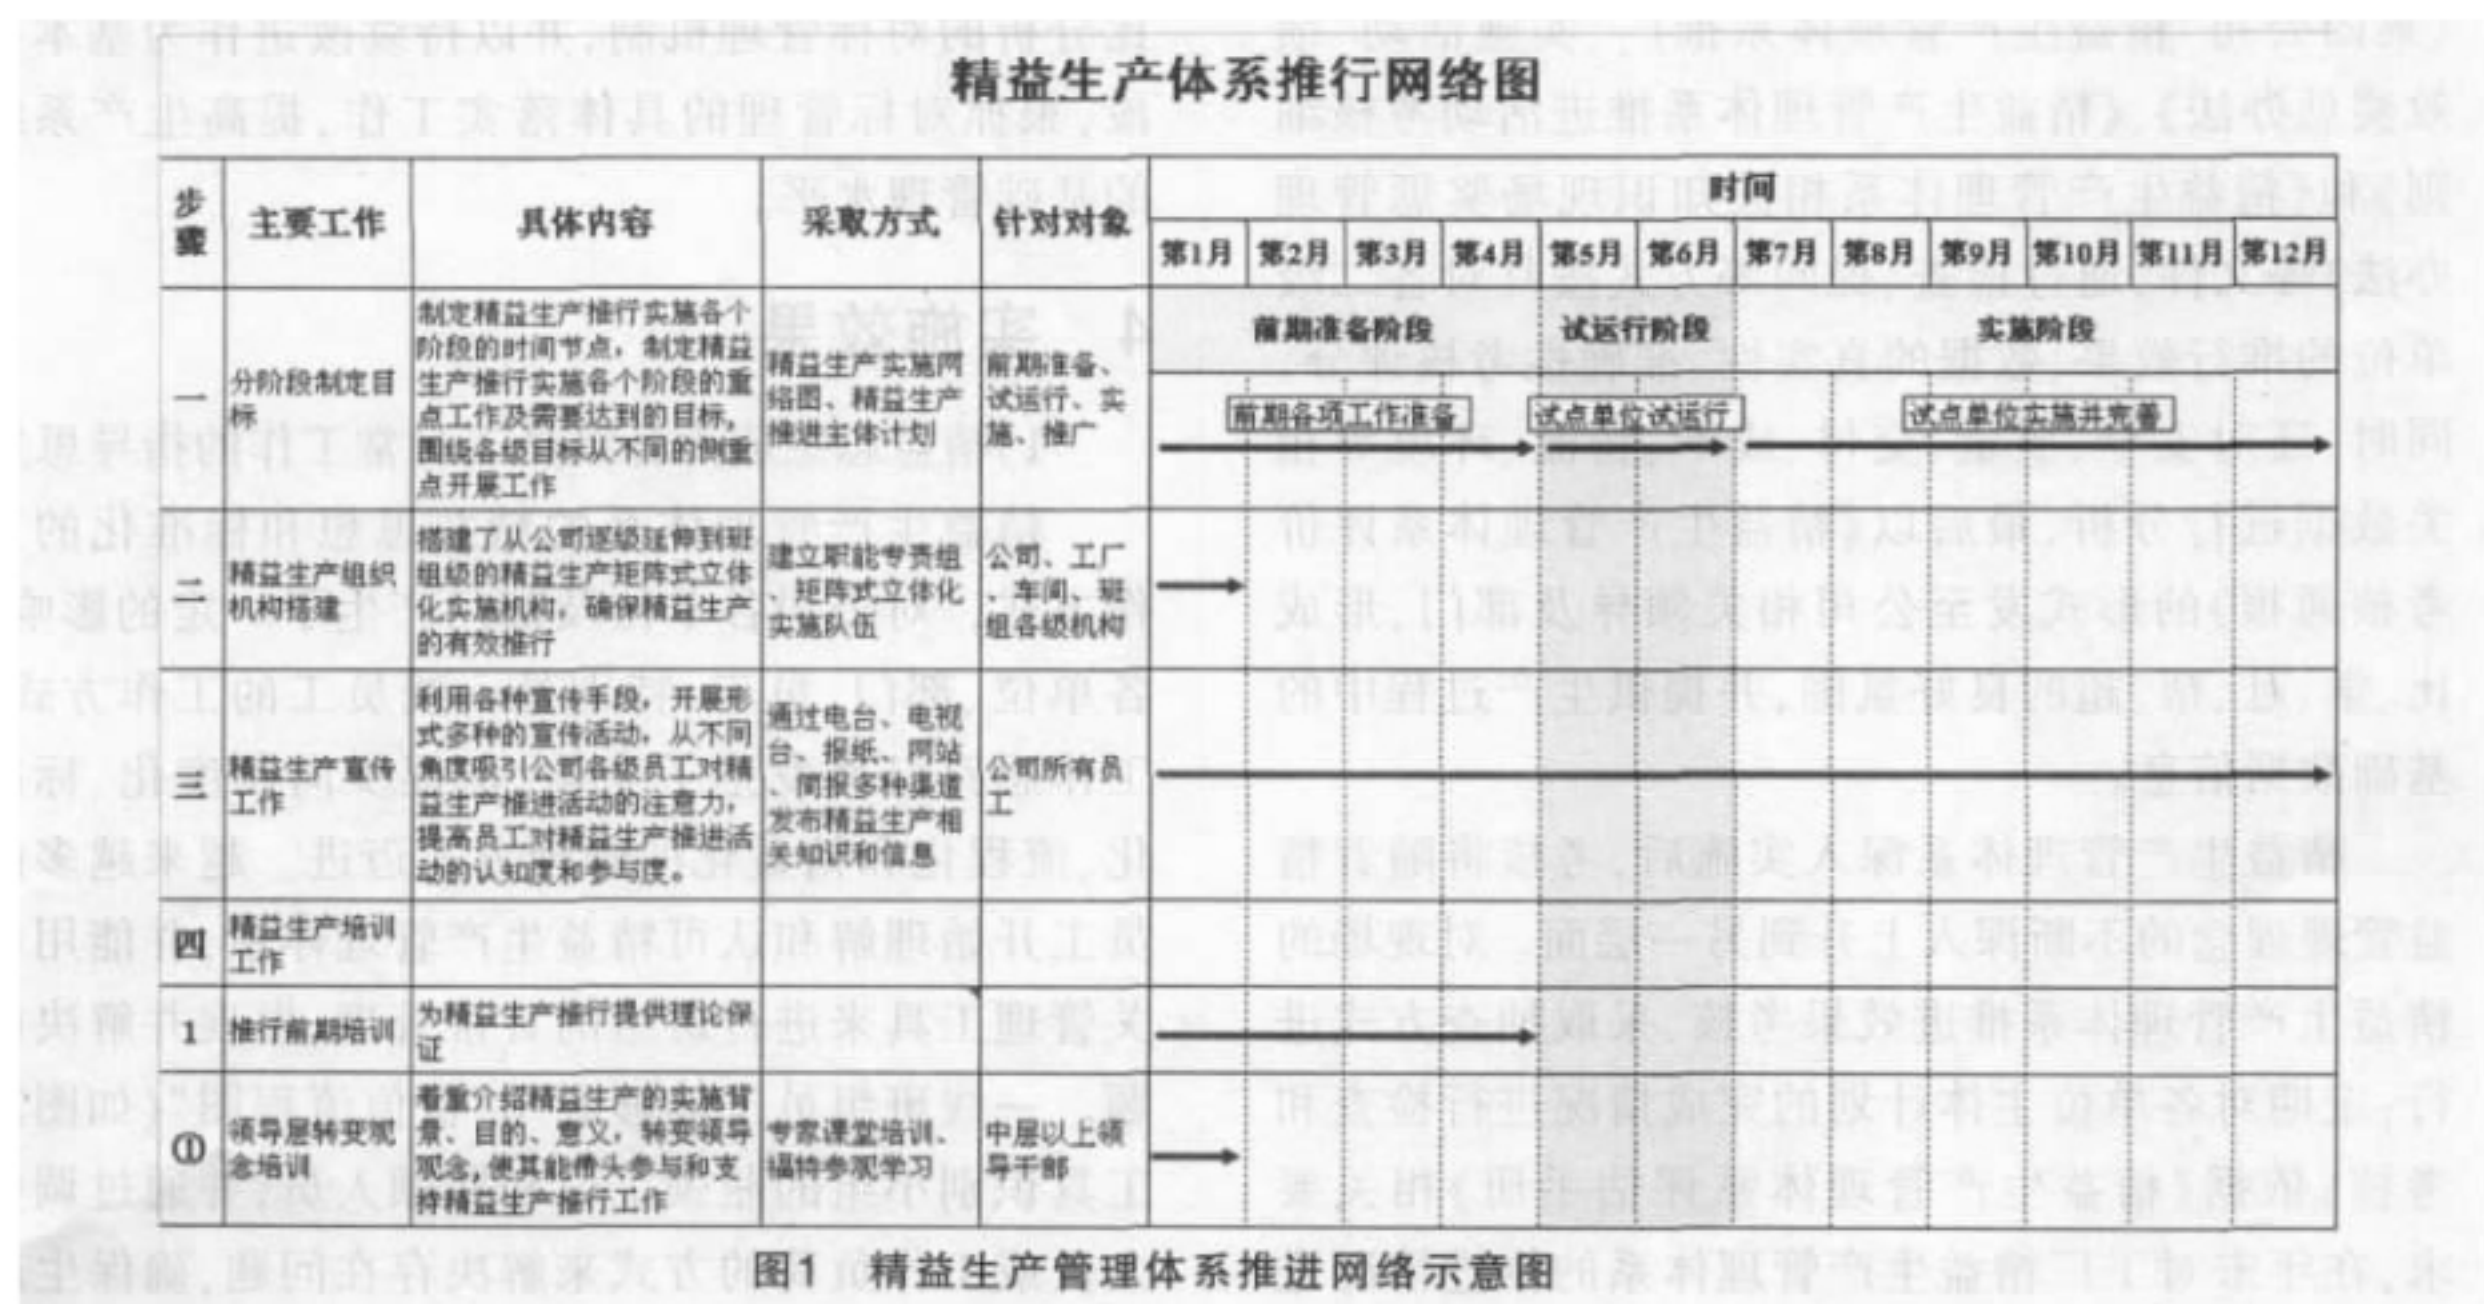 精益生产体系推行网络图
步骤
主要工作
具体内容
采取方式
针对对象
时间
第1月
第2月
第3月
第4月
第5月
第6月
第7月
第8月
第9月
第10月
第11月
第12月
前期准备阶段
试运行阶段
实施阶段
一
分阶段制定目
标
制定精益生产推行实施各个
阶段的时间节点，制定精益
生产推行实施各个阶段的重
点工作及需要达到的目标，
围绕各级目标从不同的侧重
点开展工作
精益生产实施网
络图、精益生产
推进主体计划
前期准备、
试运行、实
施、推广
前期各项工作准备
试点单位试运行
试点单位实施并完善
二
精益生产组织
机构搭建
搭建了从公司逐级延伸到班
组级的精益生产矩阵式立体
化实施机构，确保精益生产
的有效推行
建立职能专责组
、矩阵式立体化
实施队伍
公司、工厂
、车间、班
组各级机构
三
精益生产宣传
工作
利用各种宣传手段，开展形
式多种的宣传活动，从不同
角度吸引公司各级员工对精
益生产推进活动的注意力，
提高员工对精益生产推进活
动的认知度和参与度。
通过电台、电视
台、报纸、网站
、简报多种渠道
发布精益生产相
关知识和信息
公司所有员
工
四
精益生产培训
工作
1
推行前期培训
为精益生产推行提供理论保
证
①
领导层转变观
念培训
着重介绍精益生产的实施背
景、目的、意义，转变领导
观念,使其能带头参与和支
持精益生产推行工作
专家课堂培训、
福特参观学习
中层以上领
导干部
图1 精益生产管理体系推进网络示意图